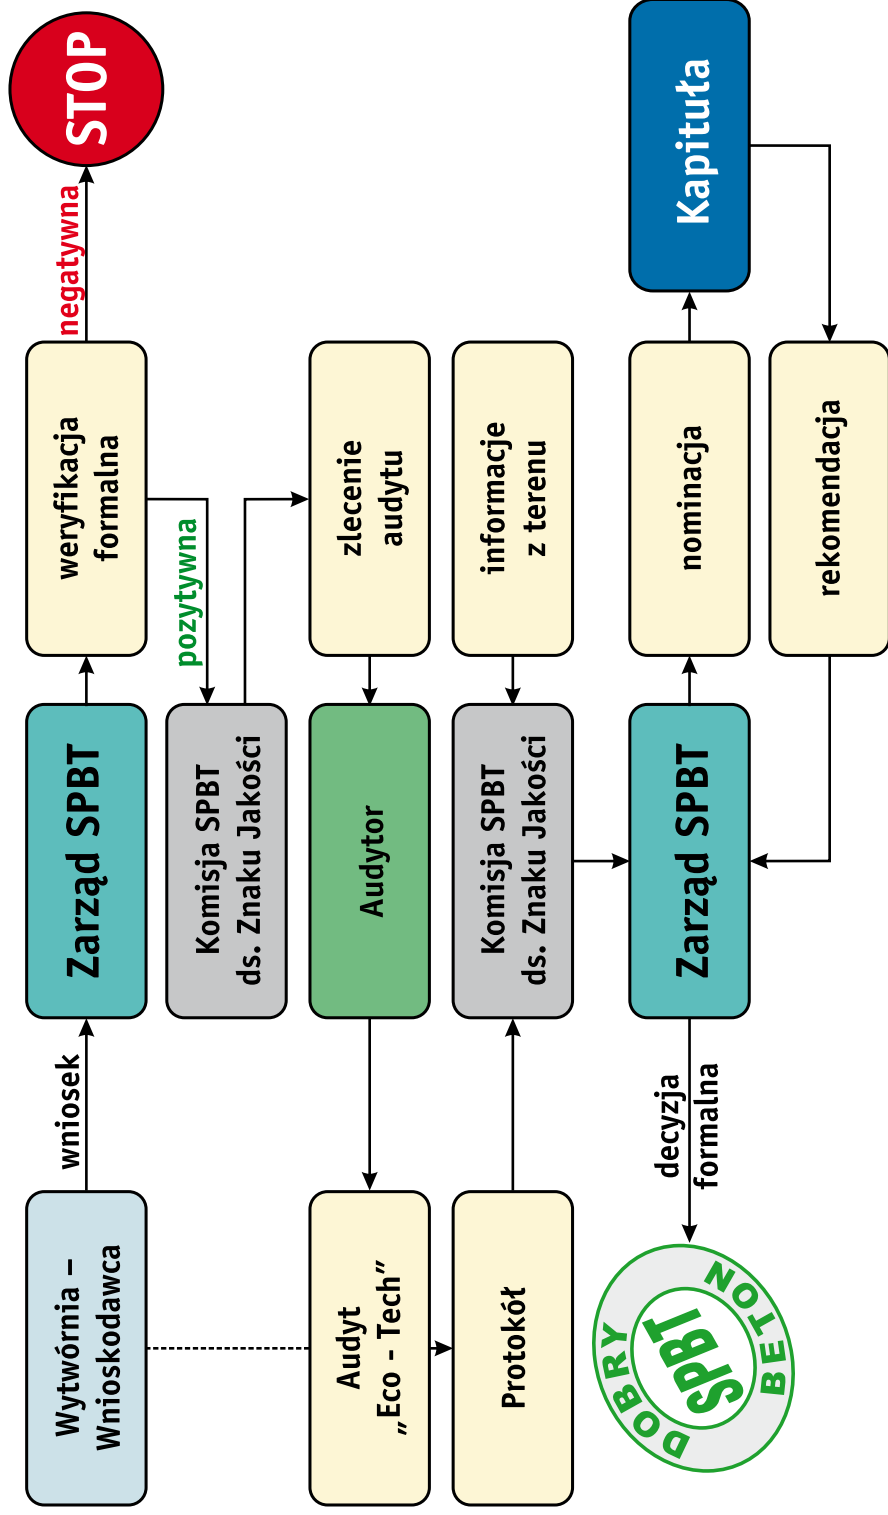 Wytwórnia –
Wnioskodawca
wniosek
Zarząd SPBT
weryfikacja
formalna
negatywna
STOP
pozytywna
Komisja SPBT
ds. Znaku Jakości
zlecenie
audytu
Audytor
Audyt
„Eco - Tech”
Protokół
Komisja SPBT
ds. Znaku Jakości
informacje
z terenu
Zarząd SPBT
nominacja
Kapituła
rekomendacja
decyzja
formalna
DOBRY
SPBT
BETON